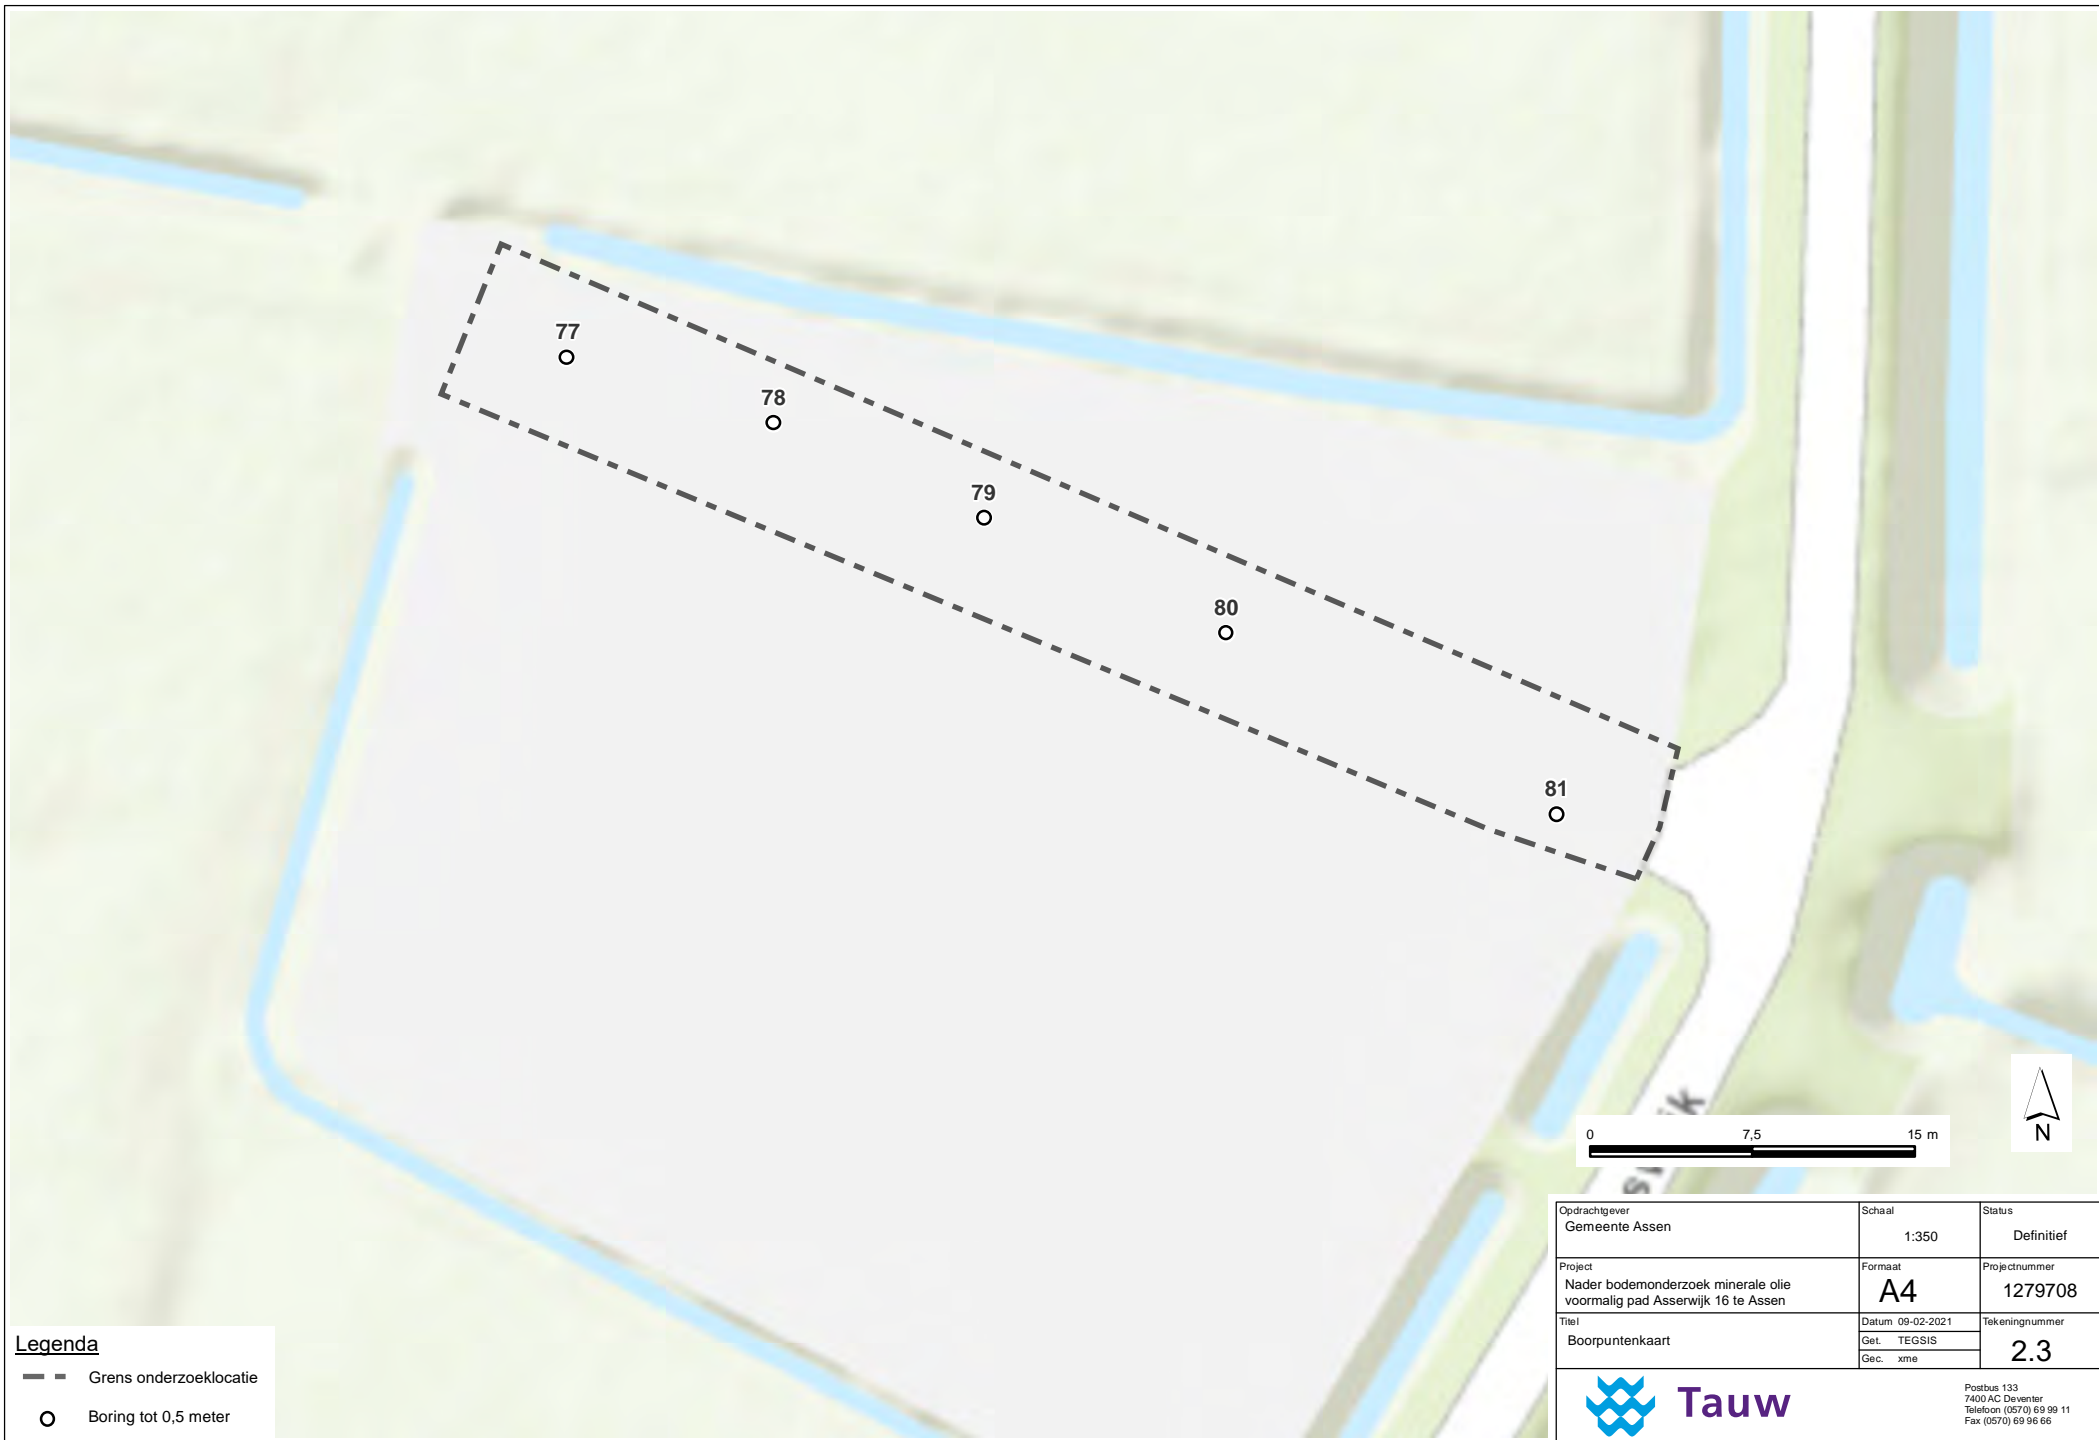 77
78
79
80
81
0 7,5 15 m
N
Opdrachtgever
Gemeente Assen
Schaal
1:350
Status
Definitief
Project
Nader bodemonderzoek minerale olie
voormalig pad Asserwijk 16 te Assen
Formaat
A4
Projectnummer
1279708
Titel
Boorpuntenkaart
Datum 09-02-2021
Get. TEGSIS
Gec. xme
Tekeningnummer
2.3
Tauw
Postbus 133
7400 AC Deventer
Telefoon (0570) 69 99 11
Fax (0570) 69 96 66
Legenda
Grens onderzoeklocatie
Boring tot 0,5 meter